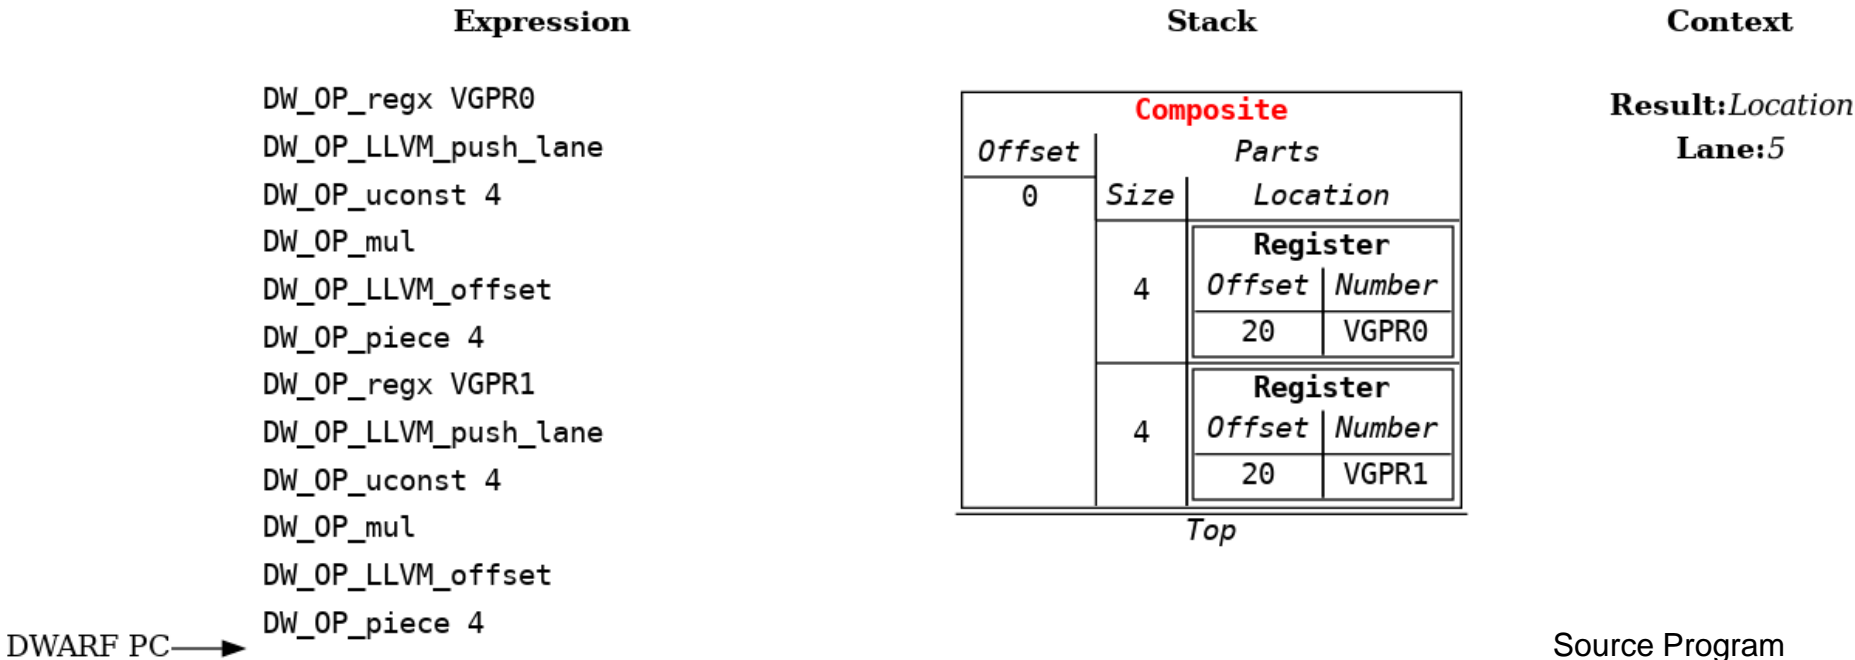 Expression
DW_OP_regx VGPR0
DW_OP_LLVM_push_lane
DW_OP_uconst 4
DW_OP_mul
DW_OP_LLVM_offset
DW_OP_piece 4
DW_OP_regx VGPR1
DW_OP_LLVM_push_lane
DW_OP_uconst 4
DW_OP_mul
DW_OP_LLVM_offset
DW_OP_piece 4
DWARF PC
Stack
Composite
Offset Parts
0 Size Location
Register
4 Offset Number
20 VGPR0
Register
4 Offset Number
20 VGPR1
Top
Context
Result:Location
Lane:5
Source Program